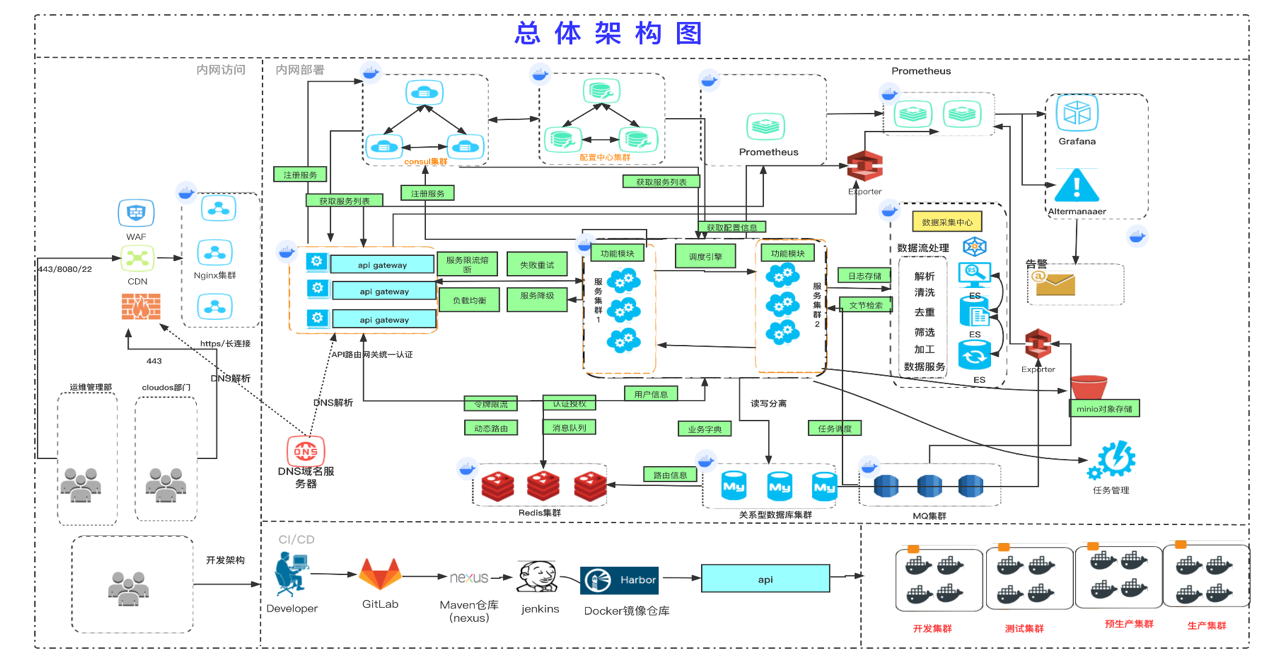 总体架构图
内网访问
内网部署
Prometheus
consul集群
配置中心集群
Prometheus
Exporter
Grafana
Altermanaaer
注册服务
获取服务列表
注册服务
获取服务列表
获取配置信息
WAF
443/8080/22
CDN
Nginx集群
https/长连接
443
DNS解析
运维管理部
cloudos部门
DNS解析
DNS
DNS域名服
务器
api gateway
api gateway
api gateway
API路由网关统一认证
服务限流熔
断
失败重试
负载均衡
服务降级
功能模块
服务集群1
调度引擎
功能模块
服务集群2
日志存储
文节检索
数据采集中心
数据流处理
解析
清洗
去重
筛选
加工
数据服务
ES
ES
ES
告警
Exporter
minio对象存储
任务管理
用户信息
令牌限流
认证授权
动态路由
消息队列
读写分离
业务字典
任务调度
路由信息
Redis集群
My
My
My
关系型数据库集群
MQ集群
开发架构
CI/CD
Developer
GitLab
nexus
Maven仓库
(nexus)
jenkins
Harbor
Docker镜像仓库
api
开发集群
测试集群
预生产集群
生产集群